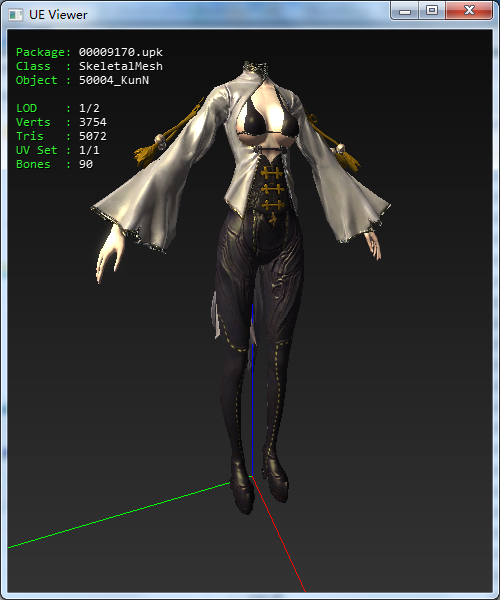 UE Viewer
Package: 00009170.upk
Class : SkeletalMesh
Object : 50004_KunN
LOD : 1/2
Verts : 3754
Tris : 5072
UV Set : 1/1
Bones : 90